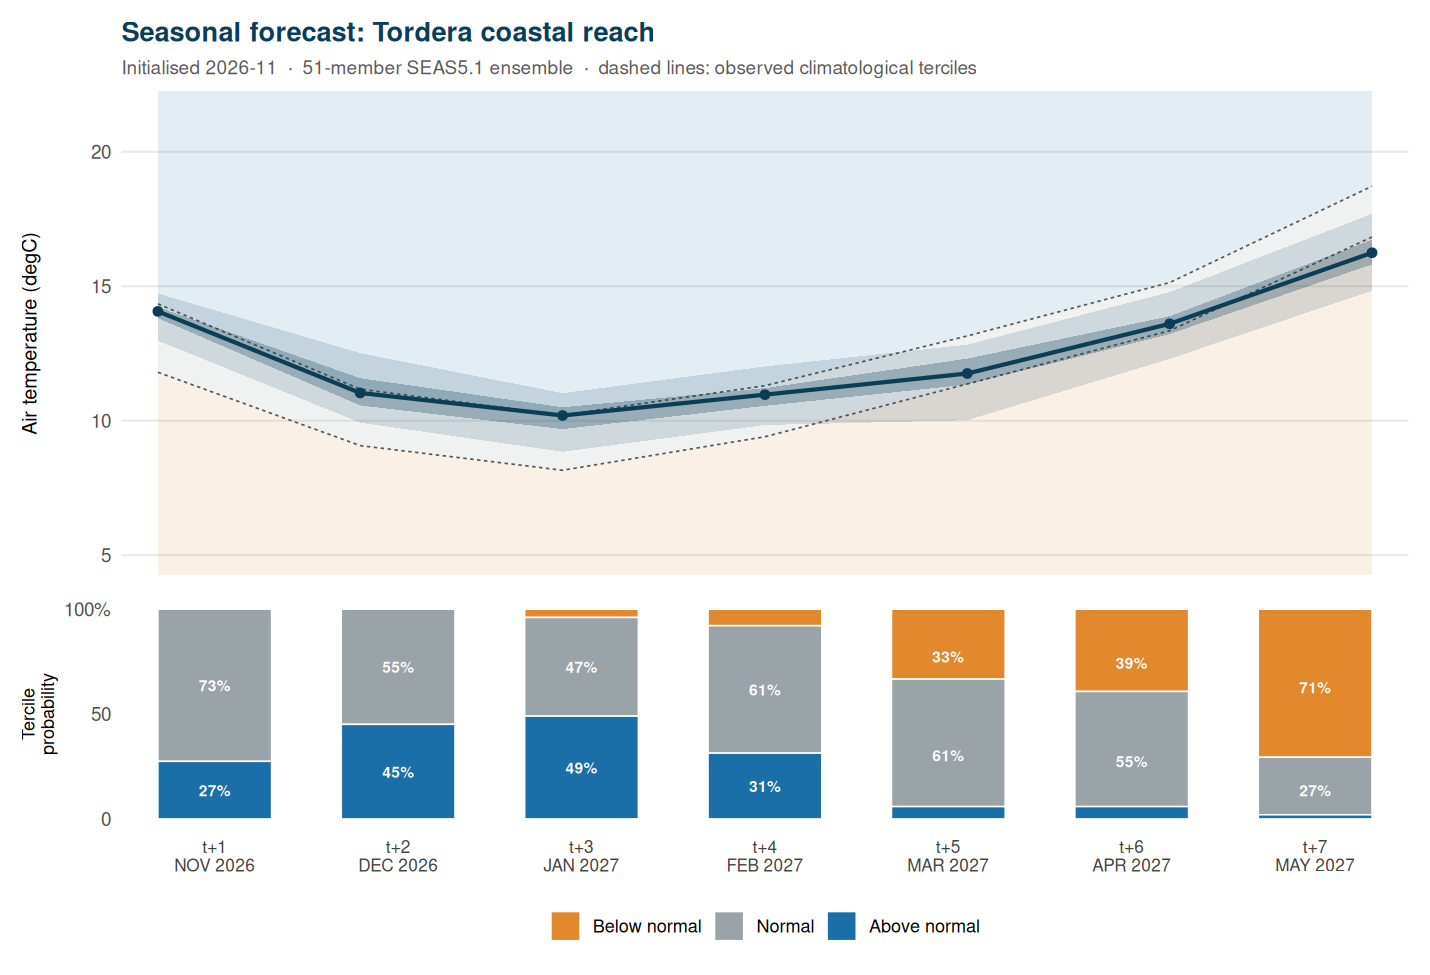 Seasonal forecast: Tordera coastal reach
Initialised 2026-11 · 51-member SEAS5.1 ensemble · dashed lines: observed climatological terciles
Air temperature (degC)
20
15
10
5
Tercile
probability
100%
50
0
73%
27%
55%
45%
47%
49%
61%
31%
33%
61%
39%
55%
71%
27%
t+1
NOV 2026
t+2
DEC 2026
t+3
JAN 2027
t+4
FEB 2027
t+5
MAR 2027
t+6
APR 2027
t+7
MAY 2027
Below normal
Normal
Above normal